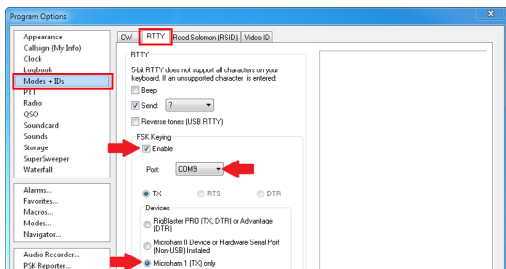 Program Options
X
Appearance
Callsign (My Info)
Clock
Logbook
Modes + IDs
PTT
Radio
QSO
Soundcard
Sounds
Storage
SuperSweeper
Waterfall
Alarms...
Favorites...
Macros...
Modes...
Navigator...
Audio Recorder...
PSK Reporter...
CW
RTTY
Reed Solomon (RSID)
Video ID
RTTY
5-bit RTTY does not support all characters on your
keyboard. If an unsupported character is entered:
Beep
Send: ?
Reverse tones (USB RTTY)
FSK Keying
Enable
Port: COM9
TX RTS DTR
Devices
RigBlaster PRO (TX, DTR) or Advantage
(DTR)
Microham II Device or Hardware Serial Port
(Non-USB) Installed
Microham 1 (TX) only